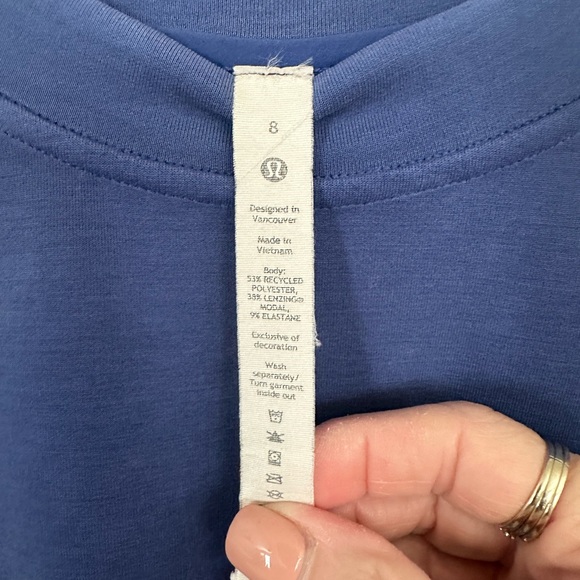 8
Designed in
Vancouver
Made in
Vietnam
Body:
53% RECYCLED
POLYESTER,
38% LENZING®
MODAL,
9% ELASTANE
Exclusive of
decoration
Wash
separately/
Turn garment
inside out